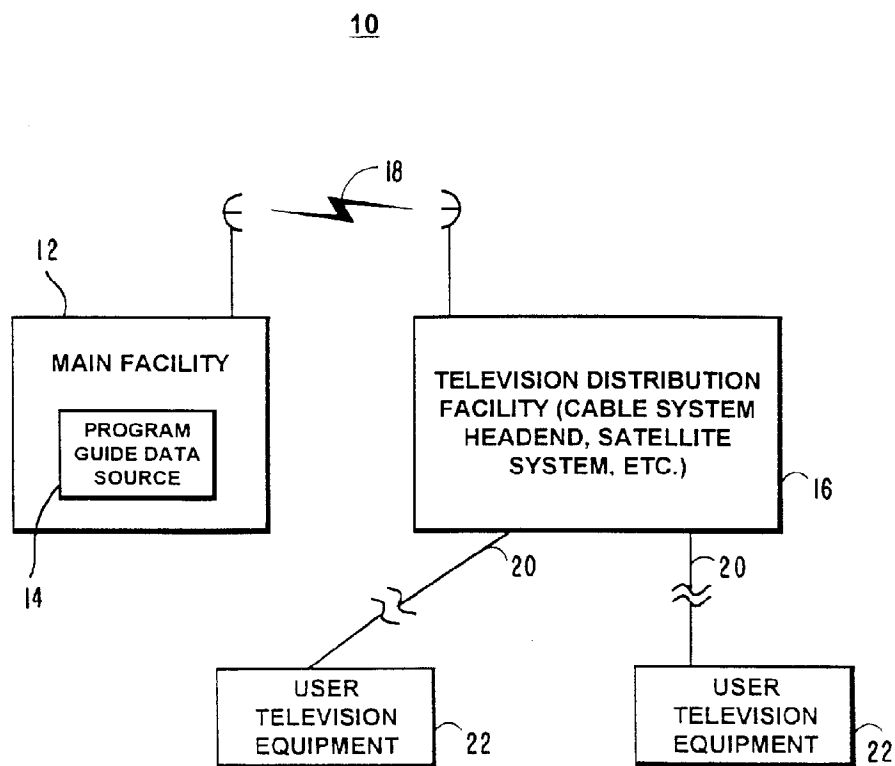 10
18
12
MAIN FACILITY
PROGRAM
GUIDE DATA
SOURCE
14
TELEVISION DISTRIBUTION
FACILITY (CABLE SYSTEM
HEADEND, SATELLITE
SYSTEM, ETC.)
16
20
20
USER
TELEVISION
EQUIPMENT
22
USER
TELEVISION
EQUIPMENT
22